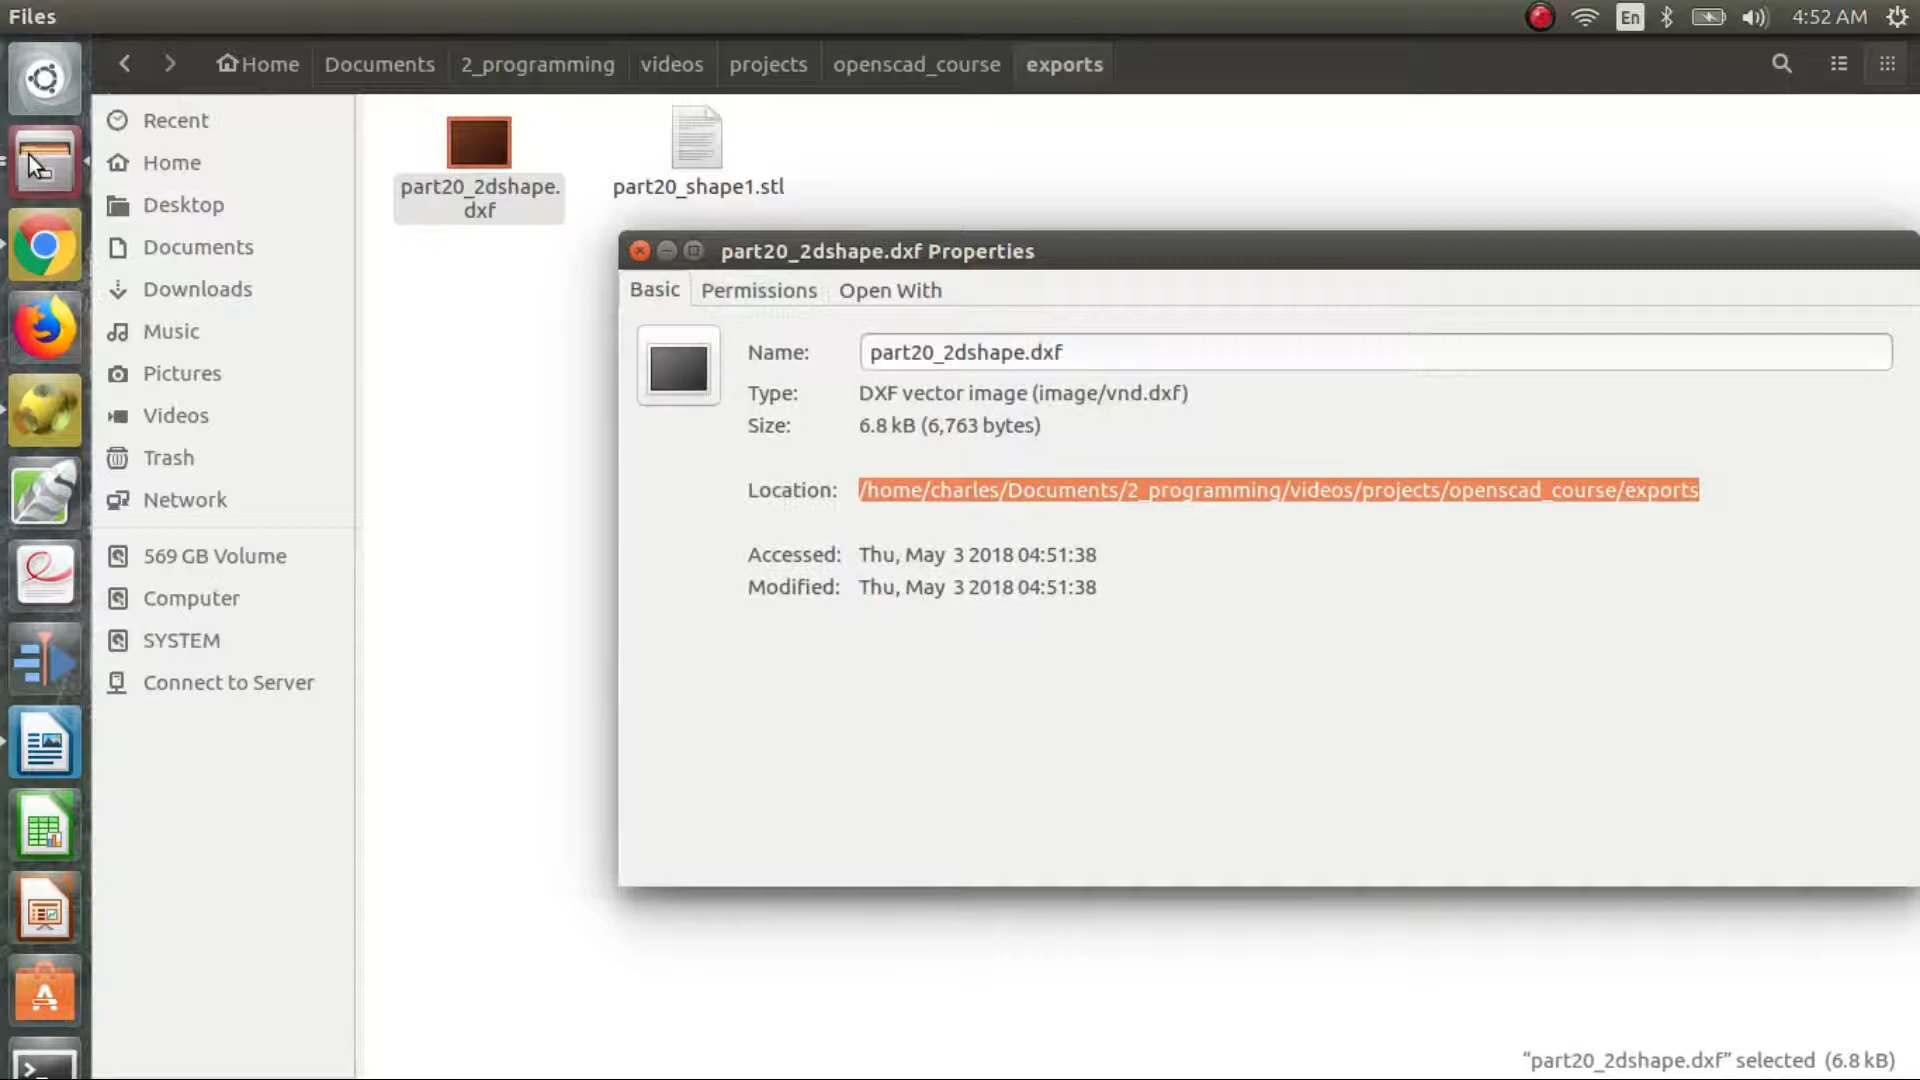 Files
En
4:52 AM
Home
Documents
2_programming
videos
projects
openscad_course
exports
Recent
Home
Desktop
Documents
Downloads
Music
Pictures
Videos
Trash
Network
569 GB Volume
Computer
SYSTEM
Connect to Server
part20_2dshape.
dxf
part20_shape1.stl
part20_2dshape.dxf Properties
Basic
Permissions
Open With
Name: part20_2dshape.dxf
Type: DXF vector image (image/vnd.dxf)
Size: 6.8 kB (6,763 bytes)
Location: /home/charles/Documents/2_programming/videos/projects/openscad_course/exports
Accessed: Thu, May 3 2018 04:51:38
Modified: Thu, May 3 2018 04:51:38
“part20_2dshape.dxf” selected (6.8 kB)